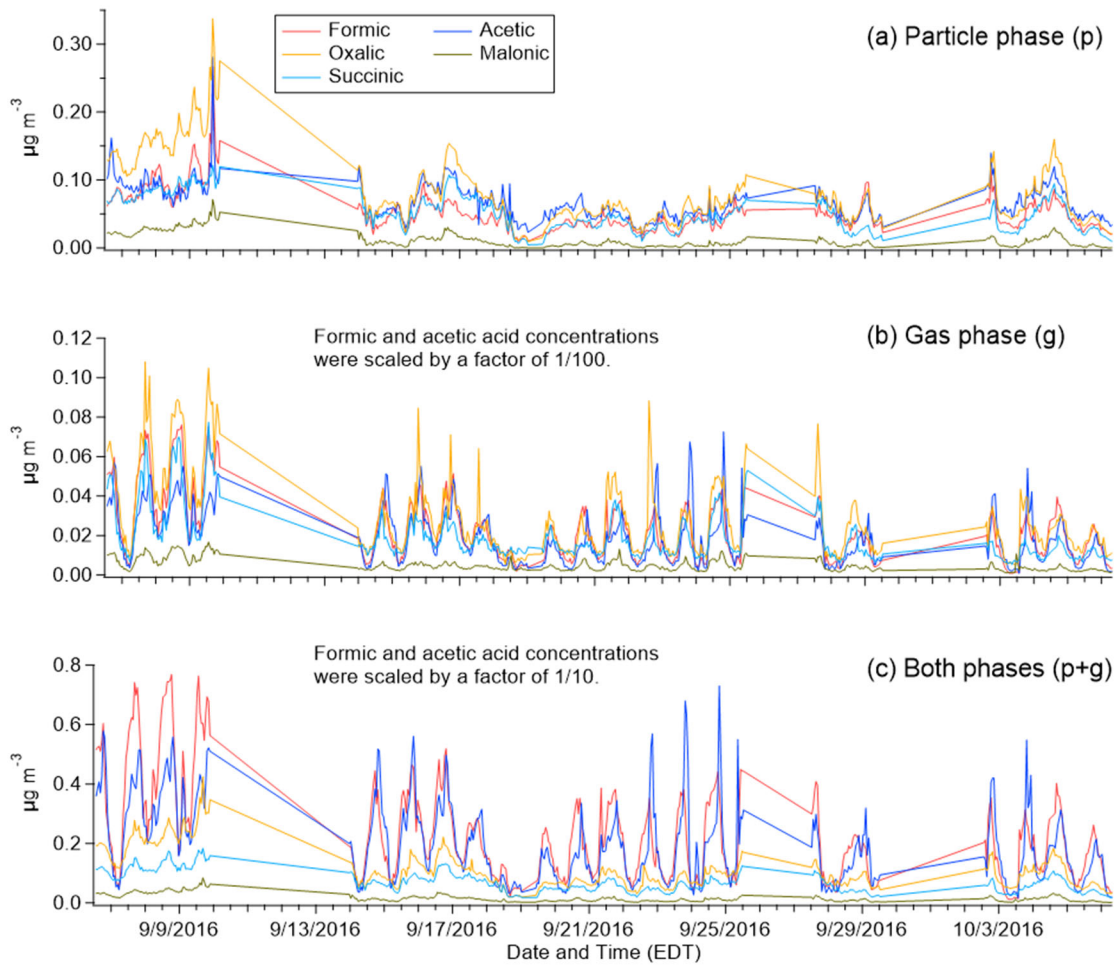 Formic
Acetic
Oxalic
Malonic
Succinic
(a) Particle phase (p)
0.30
0.20
0.10
0.00
µg m⁻³
Formic and acetic acid concentrations
were scaled by a factor of 1/100.
(b) Gas phase (g)
0.12
0.10
0.08
0.06
0.04
0.02
0.00
µg m⁻³
Formic and acetic acid concentrations
were scaled by a factor of 1/10.
(c) Both phases (p+g)
0.8
0.6
0.4
0.2
0.0
µg m⁻³
9/9/2016 9/13/2016 9/17/2016 9/21/2016 9/25/2016 9/29/2016 10/3/2016
Date and Time (EDT)